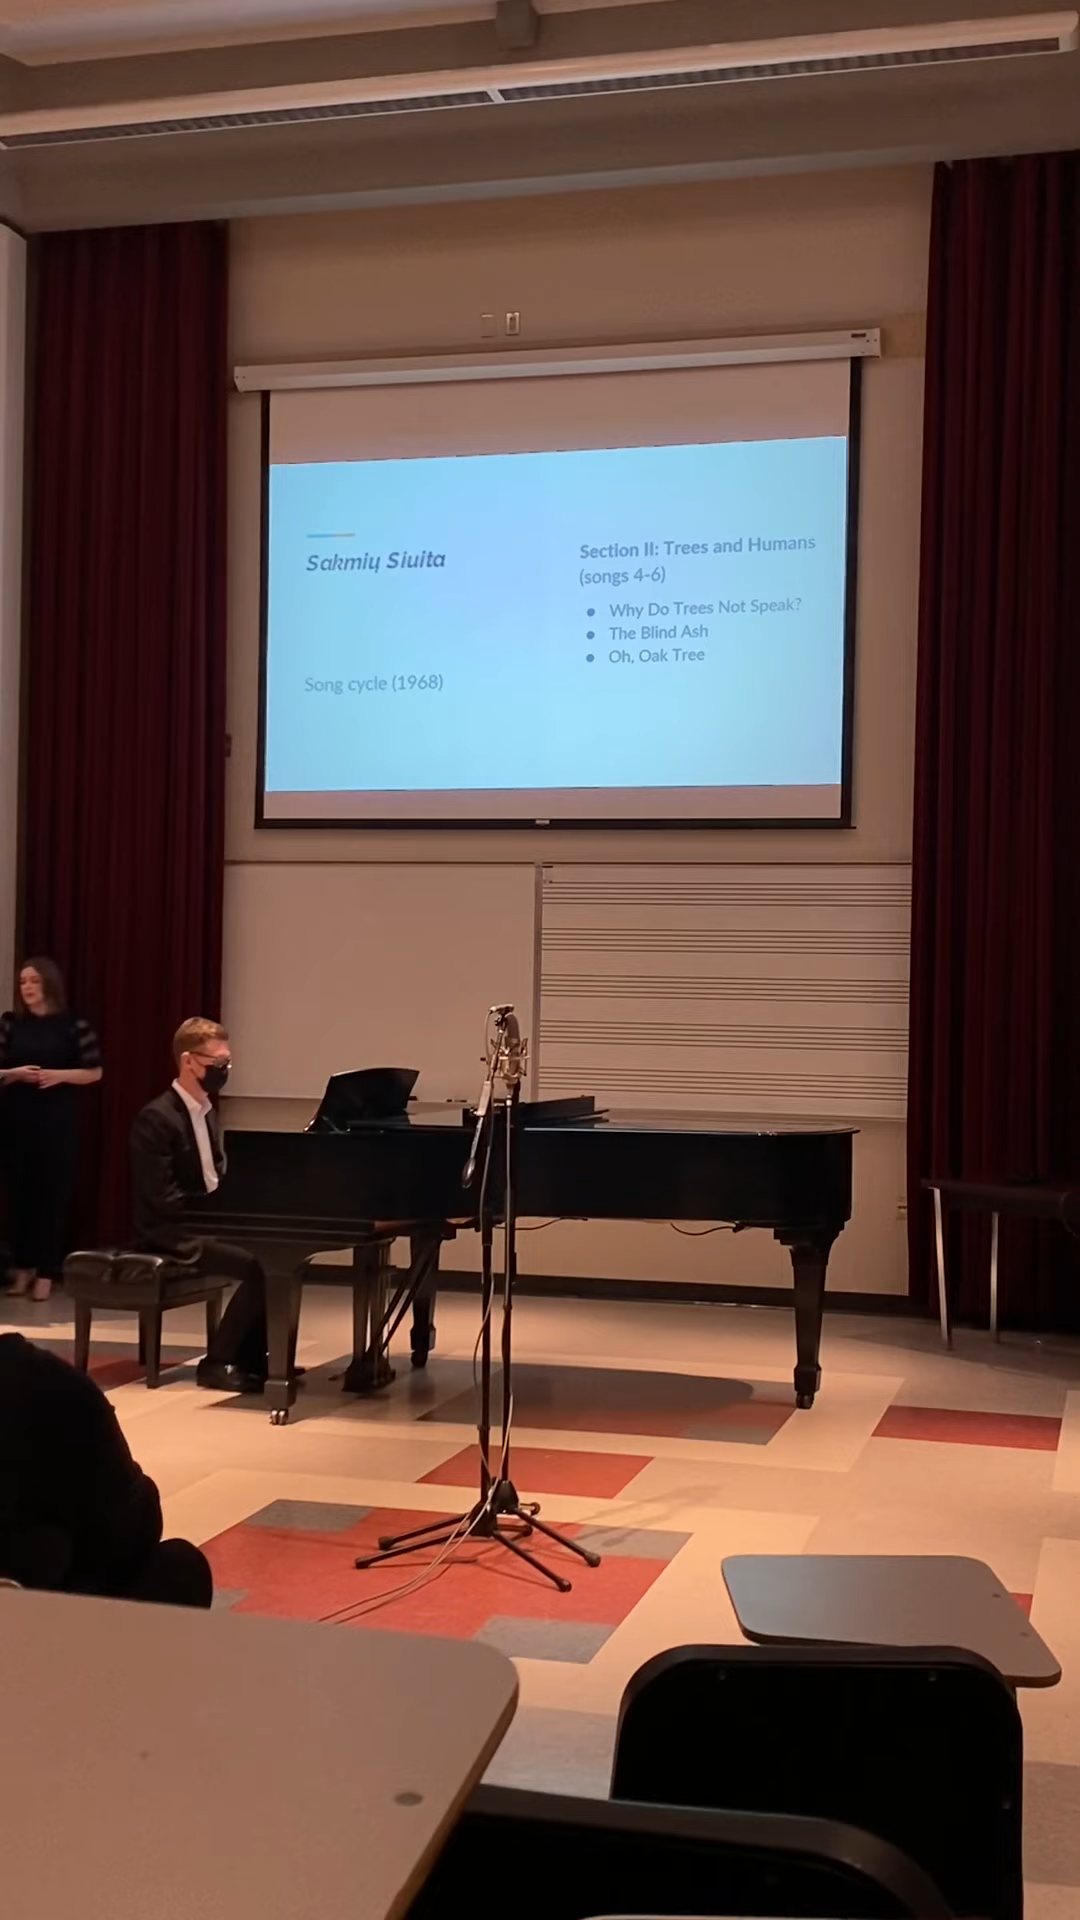 Sakmių Siuita
Song cycle (1968)
Section II: Trees and Humans
(songs 4-6)
● Why Do Trees Not Speak?
● The Blind Ash
● Oh, Oak Tree